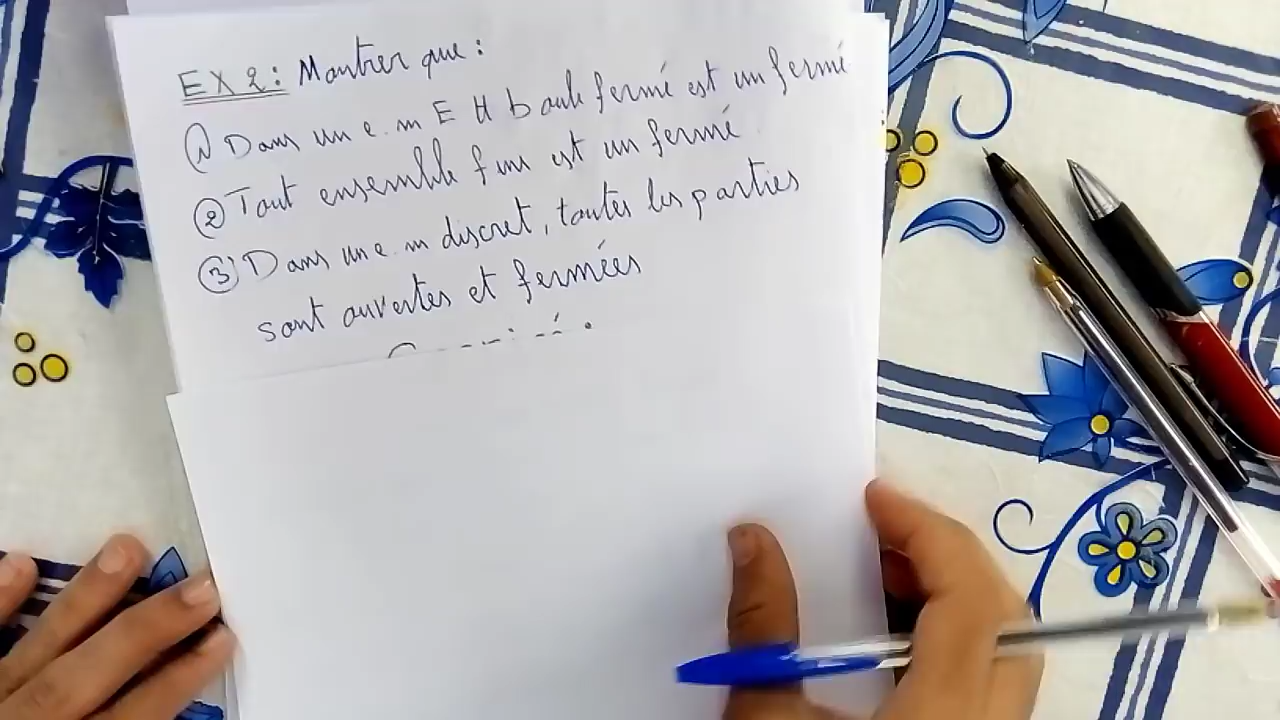 EX 2: Montrer que :
① Dans un e.m E H boule fermé est un fermé
② Tout ensemble fini est un fermé.
③ Dans un e.m discret, toutes les parties
sont ouvertes et fermées